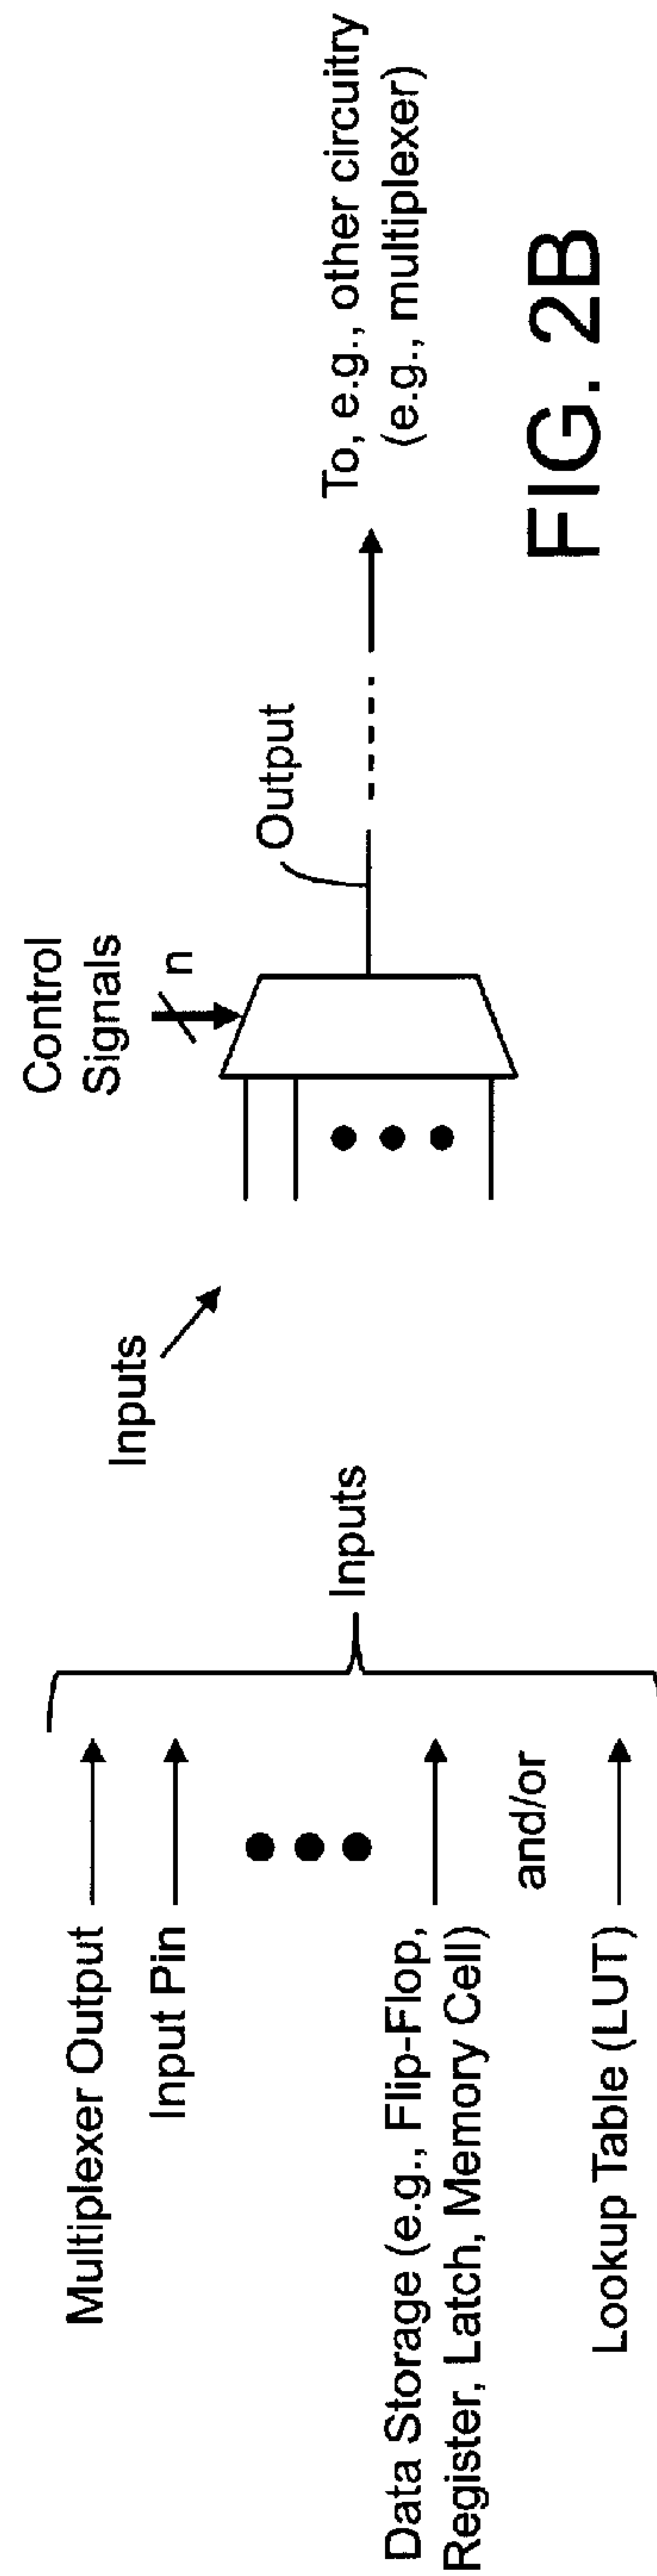 Multiplexer Output
Input Pin
Data Storage (e.g., Flip-Flop,
Register, Latch, Memory Cell)
and/or
Lookup Table (LUT)
Inputs
Inputs
Control
Signals
n
Output
To, e.g., other circuitry
(e.g., multiplexer)
FIG. 2B